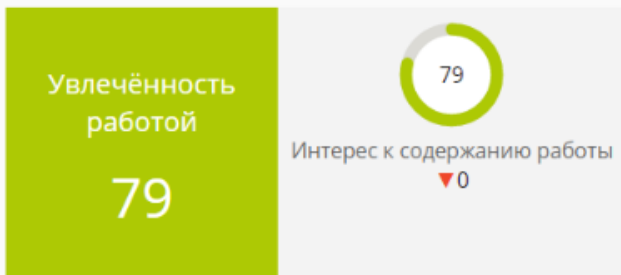 Увлечённость
работой
79
79
Интерес к содержанию работы
▼0